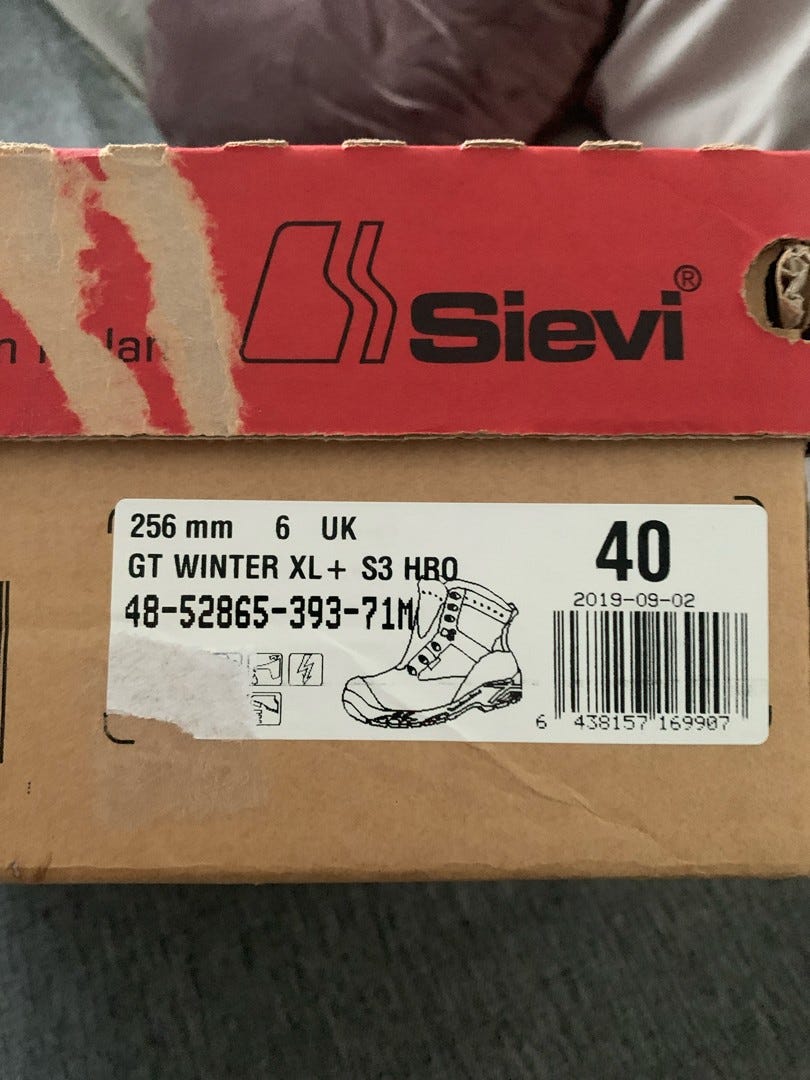 Sievi®
256 mm 6 UK
GT WINTER XL+ S3 HRO
48-52865-393-71M
40
2019-09-02
6 438157 169907